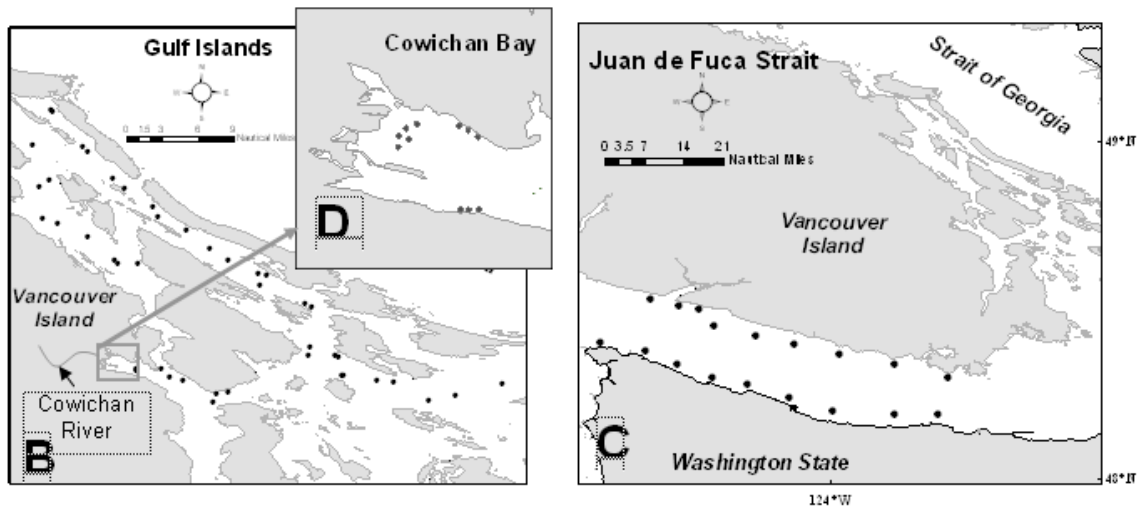 Gulf Islands
N
W E
S
0 1.5 3 6 9
Nautical Miles
Cowichan Bay
D
Vancouver
Island
Cowichan
River
B
Juan de Fuca Strait
N
W E
S
0 3.5 7 14 21
Nautical Miles
Strait of Georgia
49°N
Vancouver
Island
C
Washington State
48°N
124°W